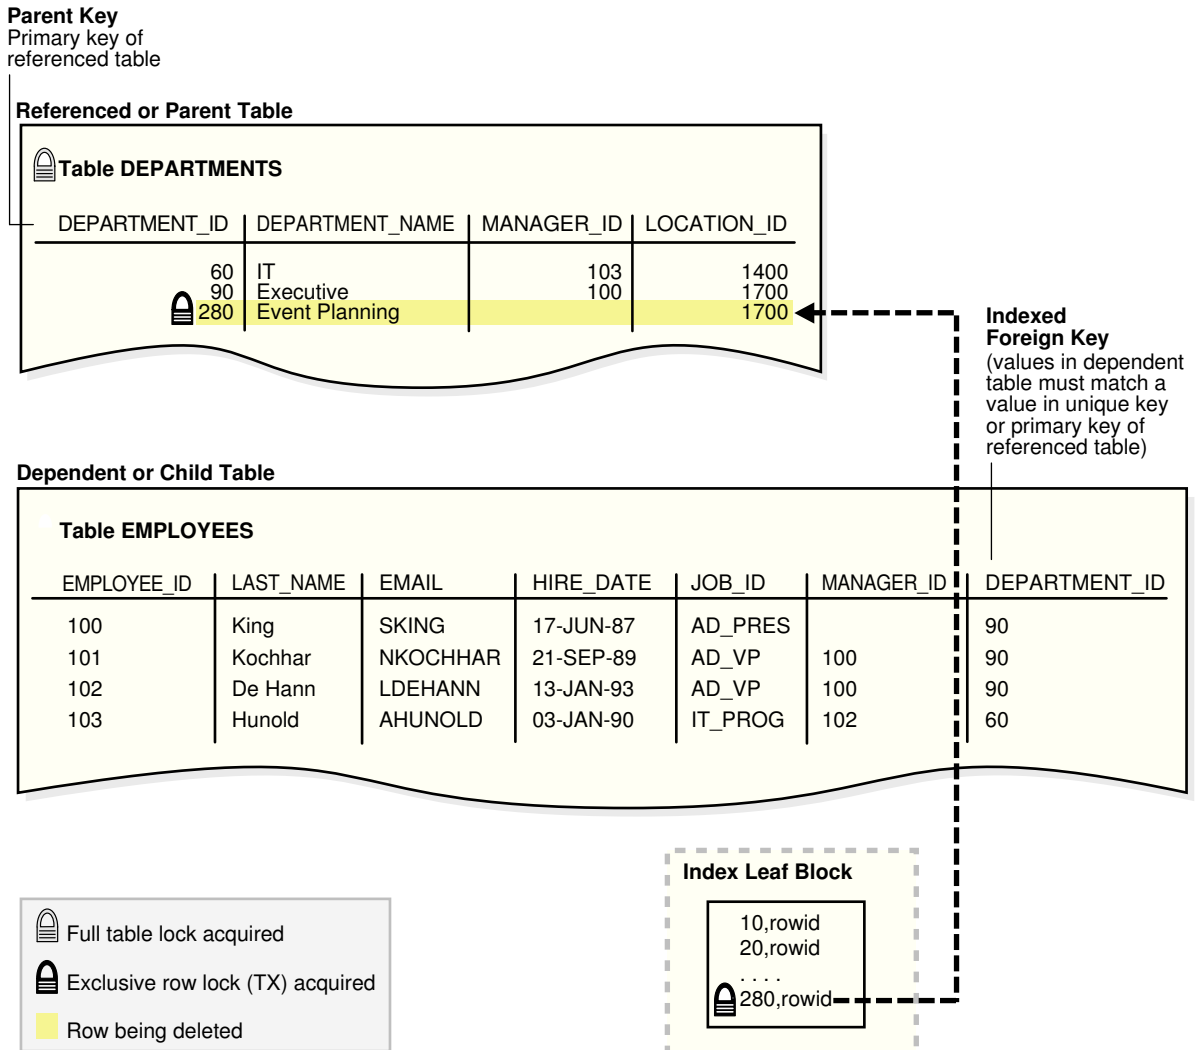 Parent Key
Primary key of
referenced table
Referenced or Parent Table
Table DEPARTMENTS
DEPARTMENT_ID DEPARTMENT_NAME MANAGER_ID LOCATION_ID
60 IT 103 1400
90 Executive 100 1700
280 Event Planning 1700
Indexed
Foreign Key
(values in dependent
table must match a
value in unique key
or primary key of
referenced table)
Dependent or Child Table
Table EMPLOYEES
EMPLOYEE_ID LAST_NAME EMAIL HIRE_DATE JOB_ID MANAGER_ID DEPARTMENT_ID
100 King SKING 17-JUN-87 AD_PRES 90
101 Kochhar NKOCHHAR 21-SEP-89 AD_VP 100 90
102 De Hann LDEHANN 13-JAN-93 AD_VP 100 90
103 Hunold AHUNOLD 03-JAN-90 IT_PROG 102 60
Index Leaf Block
10,rowid
20,rowid
. . . .
280,rowid
Full table lock acquired
Exclusive row lock (TX) acquired
Row being deleted